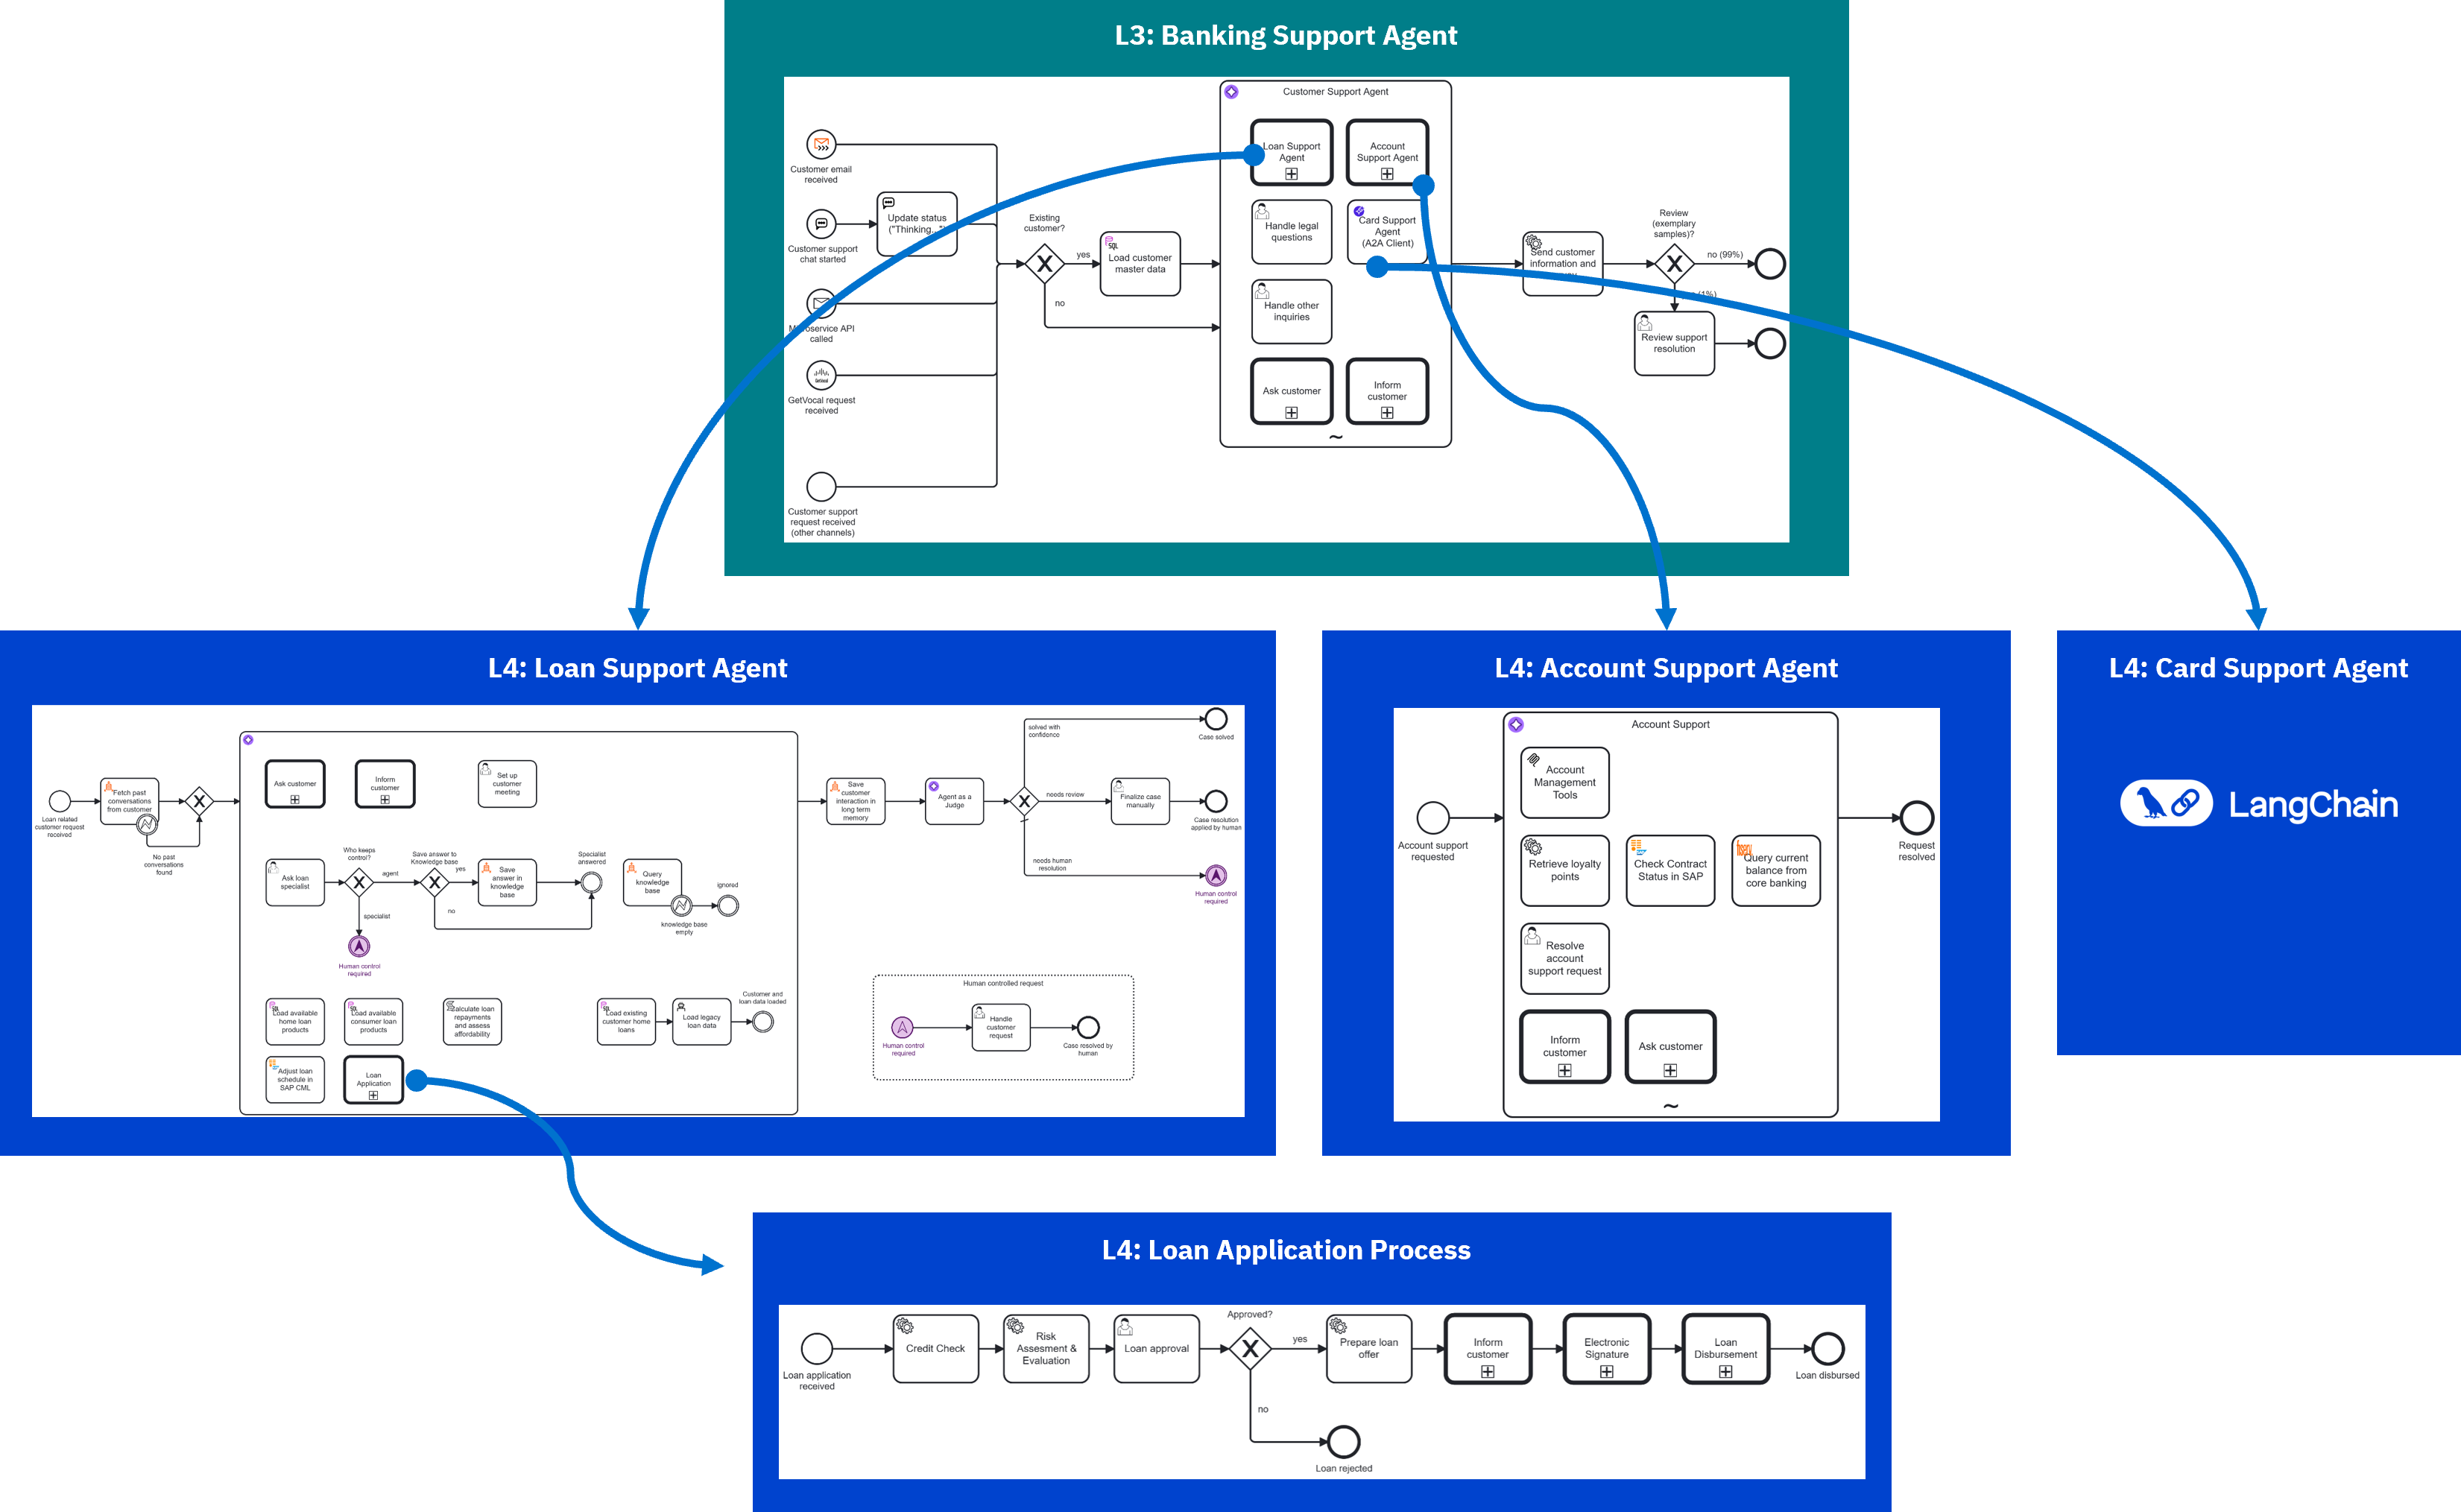 L3: Banking Support Agent
Customer Support Agent
Customer email
received
Update status
("Thinking...")
Customer support
chat started
Microservice API
called
GetVocal
GetVocal request
received
Customer support
request received
(other channels)
Existing
customer?
yes
no
SQL
Load customer
master data
Loan Support
Agent
Account
Support Agent
Handle legal
questions
Card Support
Agent
(A2A Client)
Handle other
inquiries
Ask customer
Inform
customer
Send customer
information and
Review
(exemplary
samples)?
no (99%)
(1%)
Review support
resolution
L4: Loan Support Agent
Loan related
customer request
received
Fetch past
conversations
from customer
No past
conversations
found
Ask customer
Inform
customer
Set up
customer
meeting
Ask loan
specialist
Who keeps
control?
agent
specialist
Human control
required
Save answer to
Knowledge base
yes
no
Save
answer in
knowledge
base
Specialist
answered
Query
knowledge
base
ignored
knowledge base
empty
SQL
Load available
home loan
products
SQL
Load available
consumer loan
products
Calculate loan
repayments
and assess
affordability
SQL
Load existing
customer home
loans
Load legacy
loan data
Customer and
loan data loaded
Adjust loan
schedule in
SAP CML
Loan
Application
Save
customer
interaction in
long term
memory
Agent as a
Judge
solved with
confidence
Case solved
needs review
Finalize case
manually
Case resolution
applied by human
needs human
resolution
Human control
required
Human controlled request
Human control
required
Handle
customer
request
Case resolved by
human
L4: Account Support Agent
Account Support
Account support
requested
Account
Management
Tools
Retrieve loyalty
points
Check Contract
Status in SAP
fiserv.
Query current
balance from
core banking
Resolve
account
support request
Inform
customer
Ask customer
Request
resolved
L4: Card Support Agent
LangChain
L4: Loan Application Process
Loan application
received
Credit Check
Risk
Assesment &
Evaluation
Loan approval
Approved?
yes
no
Prepare loan
offer
Inform
customer
Electronic
Signature
Loan
Disbursement
Loan disbursed
Loan rejected